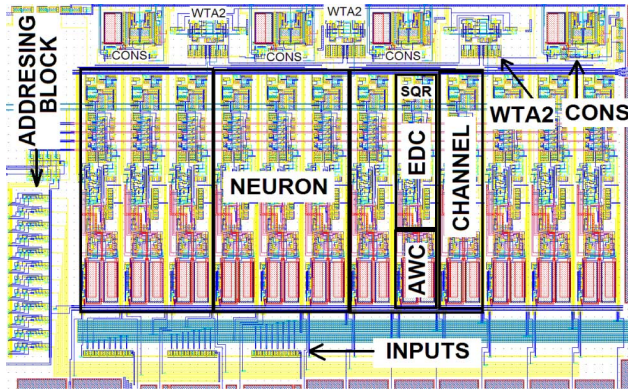 WTA2
WTA2
CONS
CONS
CONS
ADDRESING
BLOCK
WTA2
CONS
SQR
EDC
CHANNEL
NEURON
AWC
INPUTS